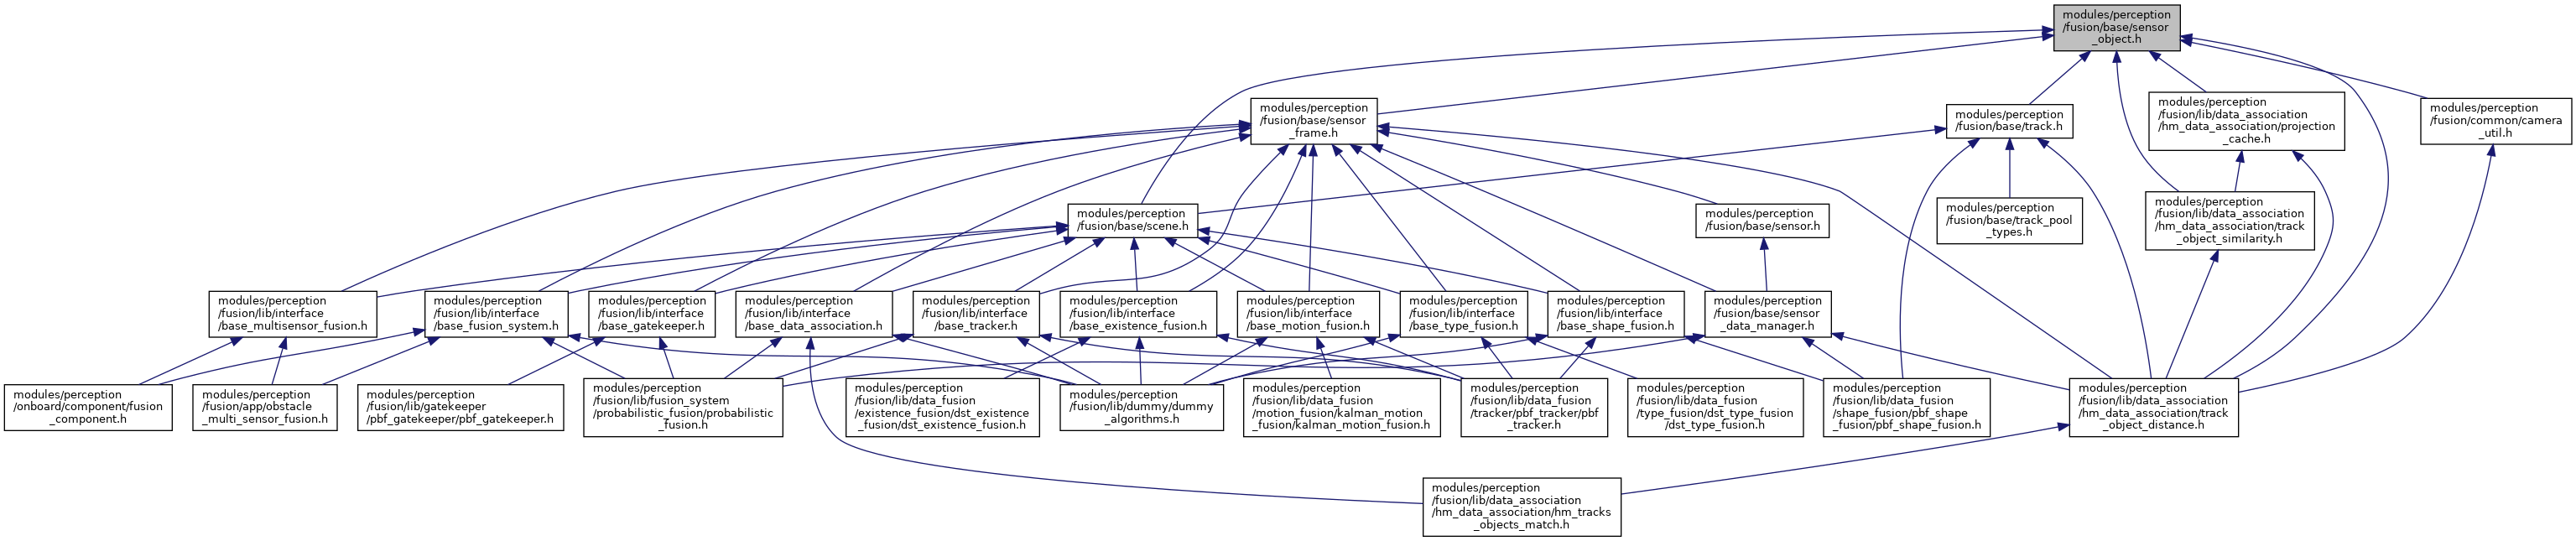 modules/perception
/fusion/base/sensor
_object.h
modules/perception
/fusion/base/sensor
_frame.h
modules/perception
/fusion/base/track.h
modules/perception
/fusion/lib/data_association
/hm_data_association/projection
_cache.h
modules/perception
/fusion/common/camera
_util.h
modules/perception
/fusion/base/scene.h
modules/perception
/fusion/base/sensor.h
modules/perception
/fusion/base/track_pool
_types.h
modules/perception
/fusion/lib/data_association
/hm_data_association/track
_object_similarity.h
modules/perception
/fusion/lib/interface
/base_multisensor_fusion.h
modules/perception
/fusion/lib/interface
/base_fusion_system.h
modules/perception
/fusion/lib/interface
/base_gatekeeper.h
modules/perception
/fusion/lib/interface
/base_data_association.h
modules/perception
/fusion/lib/interface
/base_tracker.h
modules/perception
/fusion/lib/interface
/base_existence_fusion.h
modules/perception
/fusion/lib/interface
/base_motion_fusion.h
modules/perception
/fusion/lib/interface
/base_type_fusion.h
modules/perception
/fusion/lib/interface
/base_shape_fusion.h
modules/perception
/fusion/base/sensor
_data_manager.h
modules/perception
/onboard/component/fusion
_component.h
modules/perception
/fusion/app/obstacle
_multi_sensor_fusion.h
modules/perception
/fusion/lib/gatekeeper
/pbf_gatekeeper/pbf_gatekeeper.h
modules/perception
/fusion/lib/fusion_system
/probabilistic_fusion/probabilistic
_fusion.h
modules/perception
/fusion/lib/data_fusion
/existence_fusion/dst_existence
_fusion/dst_existence_fusion.h
modules/perception
/fusion/lib/dummy/dummy
_algorithms.h
modules/perception
/fusion/lib/data_fusion
/motion_fusion/kalman_motion
_fusion/kalman_motion_fusion.h
modules/perception
/fusion/lib/data_fusion
/tracker/pbf_tracker/pbf
_tracker.h
modules/perception
/fusion/lib/data_fusion
/type_fusion/dst_type_fusion
/dst_type_fusion.h
modules/perception
/fusion/lib/data_fusion
/shape_fusion/pbf_shape
_fusion/pbf_shape_fusion.h
modules/perception
/fusion/lib/data_association
/hm_data_association/track
_object_distance.h
modules/perception
/fusion/lib/data_association
/hm_data_association/hm_tracks
_objects_match.h